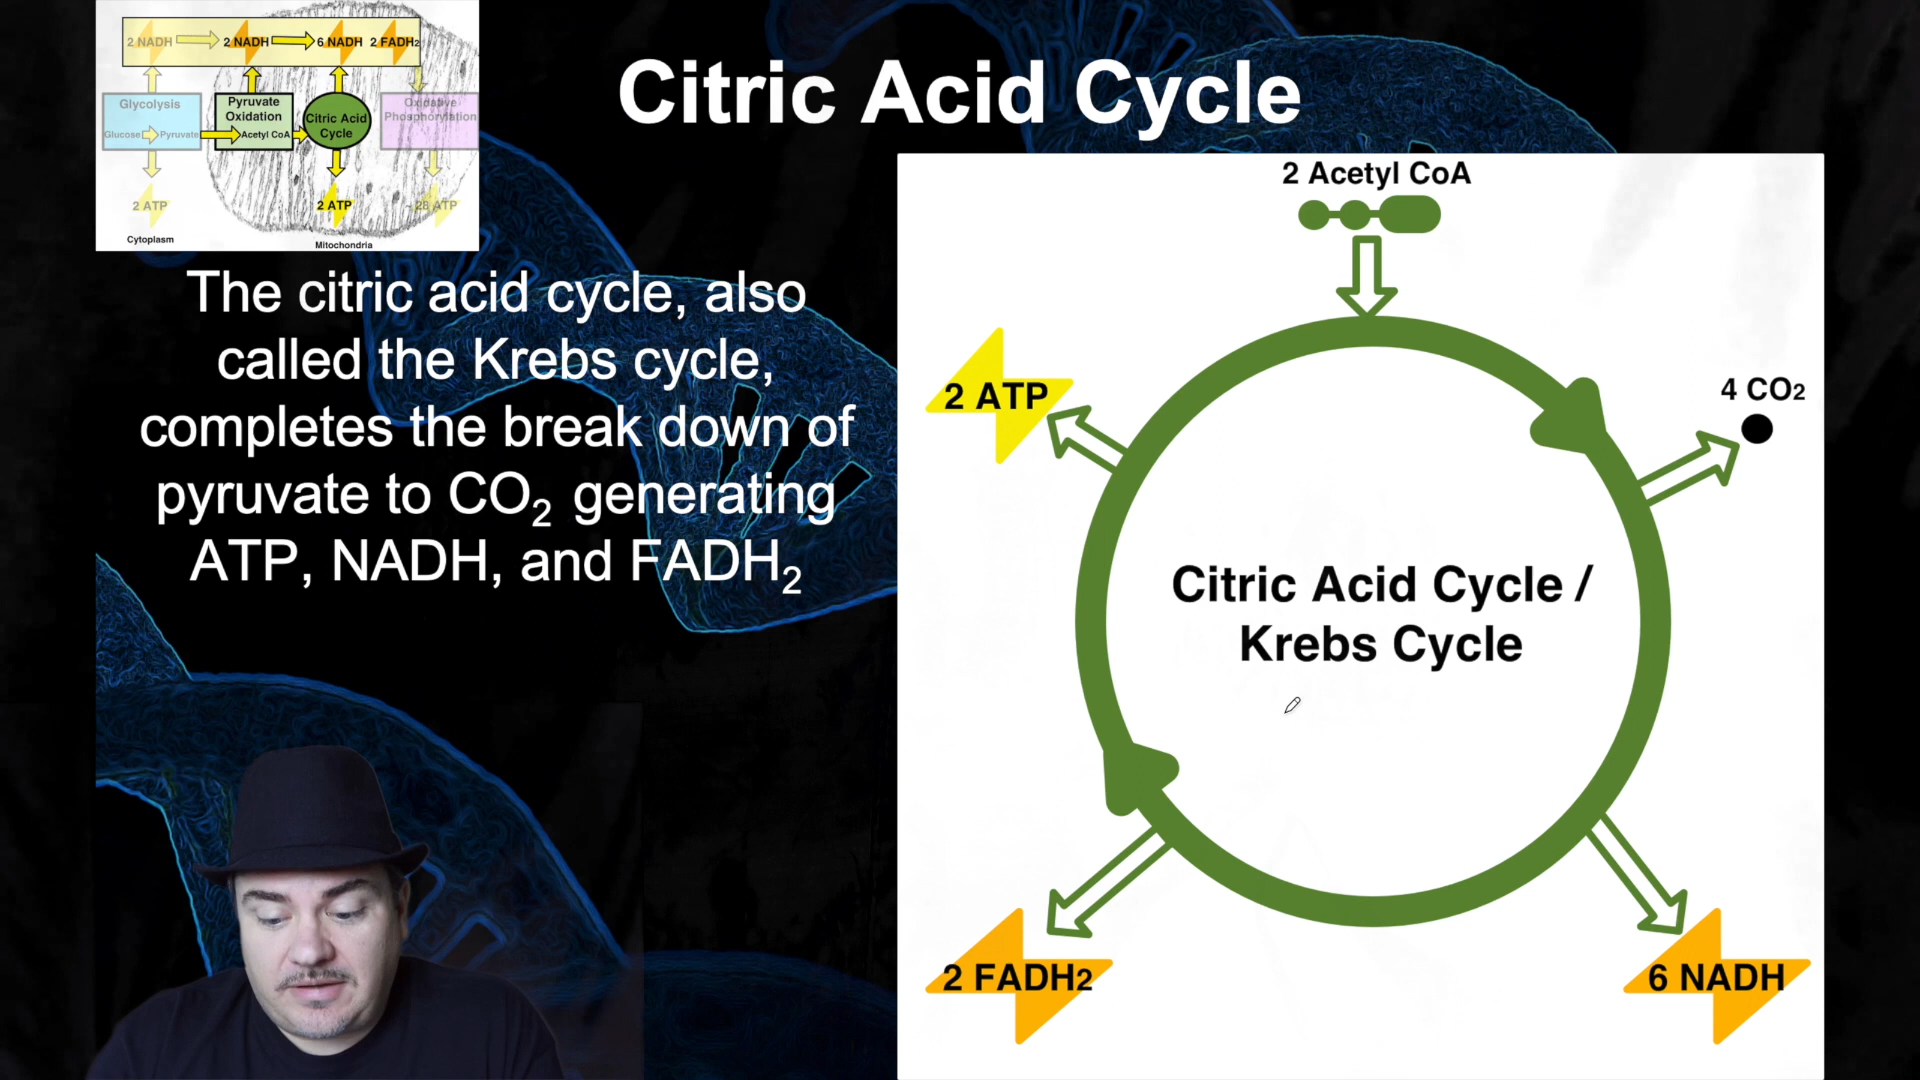 2 NADH 2 NADH 6 NADH 2 FADH2
Glycolysis
Glucose Pyruvate
Pyruvate
Oxidation
Acetyl CoA
Citric Acid
Cycle
Oxidative
Phosphorylation
2 ATP 2 ATP ~ 28 ATP
Cytoplasm
Mitochondria
Citric Acid Cycle
The citric acid cycle, also
called the Krebs cycle,
completes the break down of
pyruvate to CO₂ generating
ATP, NADH, and FADH₂
2 Acetyl CoA
2 ATP
4 CO2
Citric Acid Cycle /
Krebs Cycle
2 FADH2
6 NADH